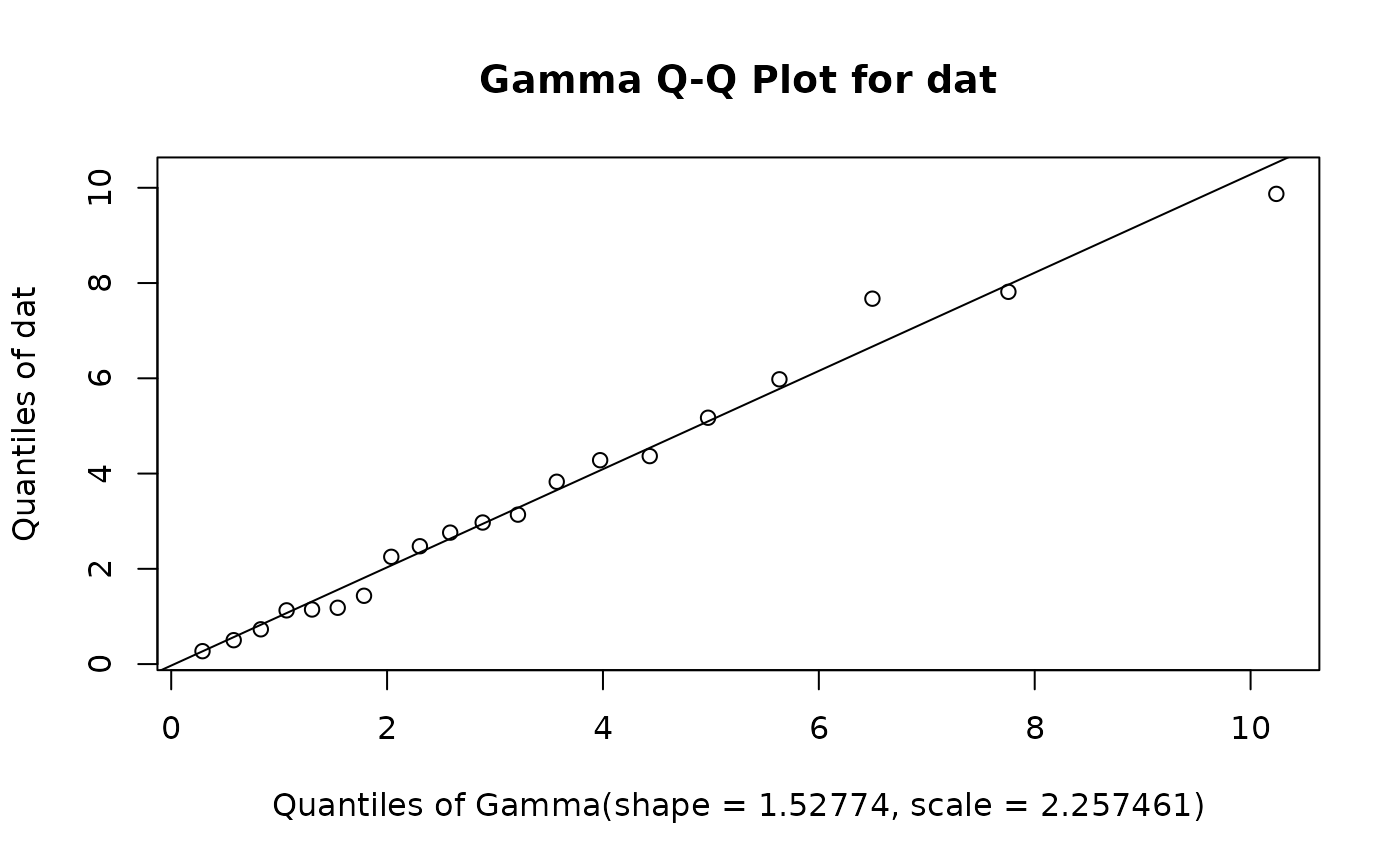 Gamma Q-Q Plot for dat
Quantiles of dat
10
8
6
4
2
0
0 2 4 6 8 10
Quantiles of Gamma(shape = 1.52774, scale = 2.257461)